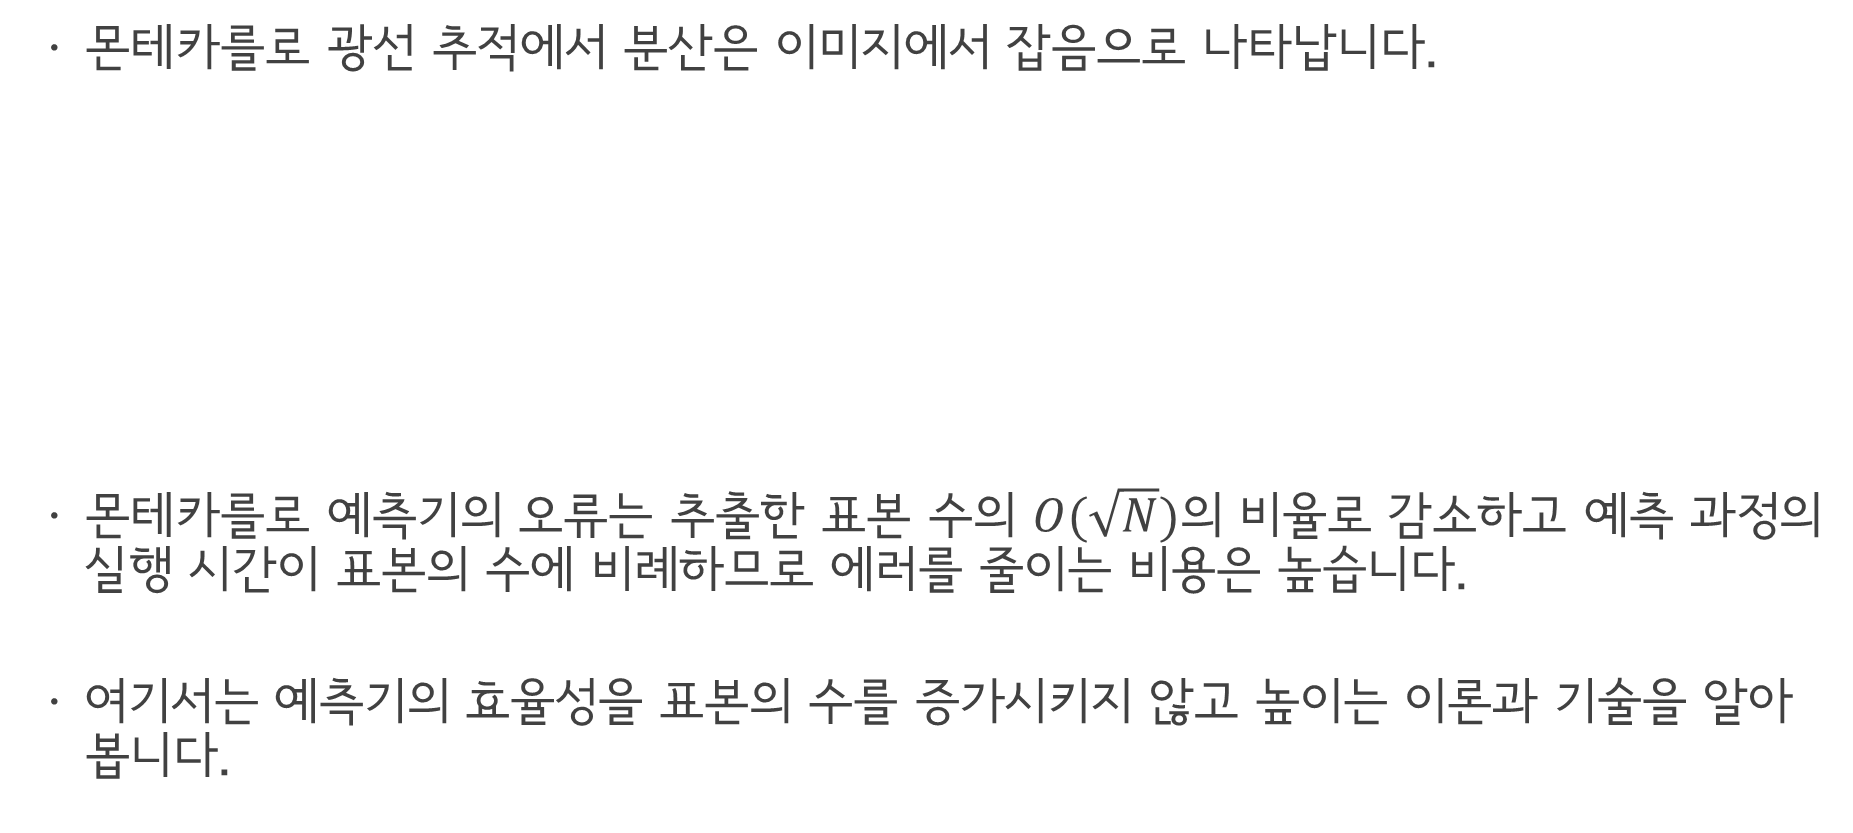 · 몬테카를로 광선 추적에서 분산은 이미지에서 잡음으로 나타납니다.
· 몬테카를로 예측기의 오류는 추출한 표본 수의 O(√N)의 비율로 감소하고 예측 과정의
실행 시간이 표본의 수에 비례하므로 에러를 줄이는 비용은 높습니다.
· 여기서는 예측기의 효율성을 표본의 수를 증가시키지 않고 높이는 이론과 기술을 알아
봅니다.